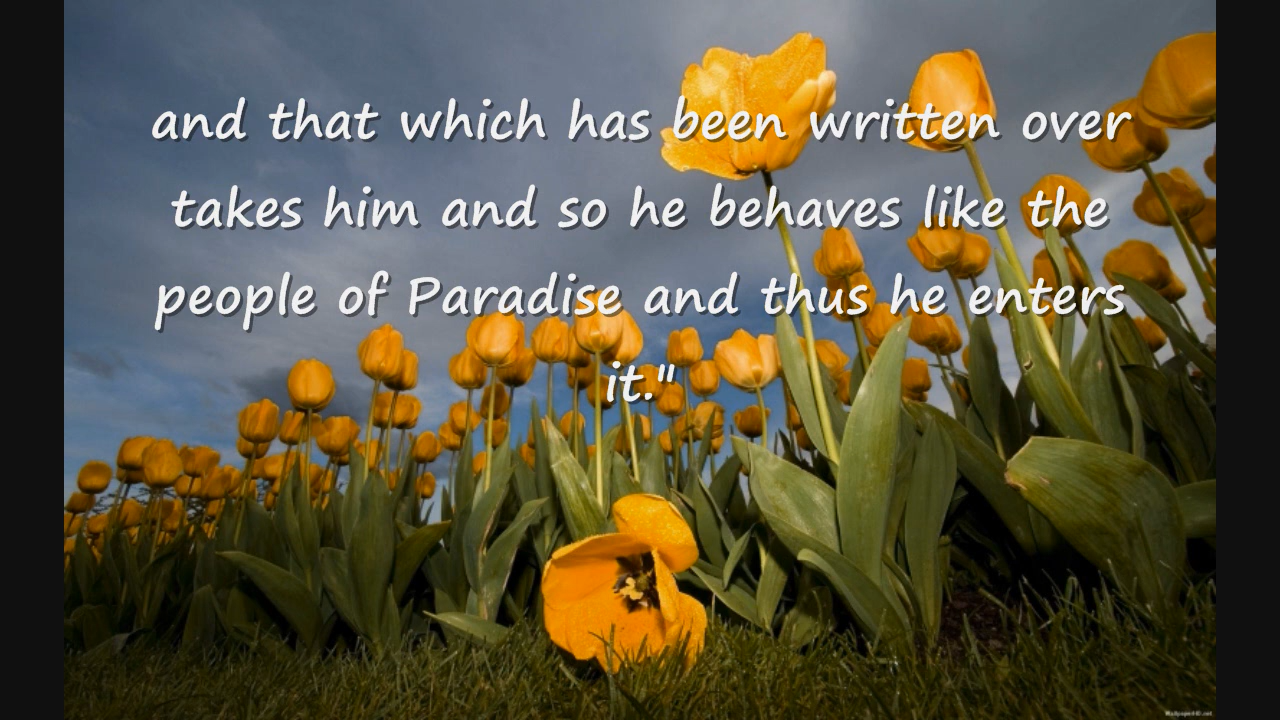 and that which has been written over
takes him and so he behaves like the
people of Paradise and thus he enters
it."